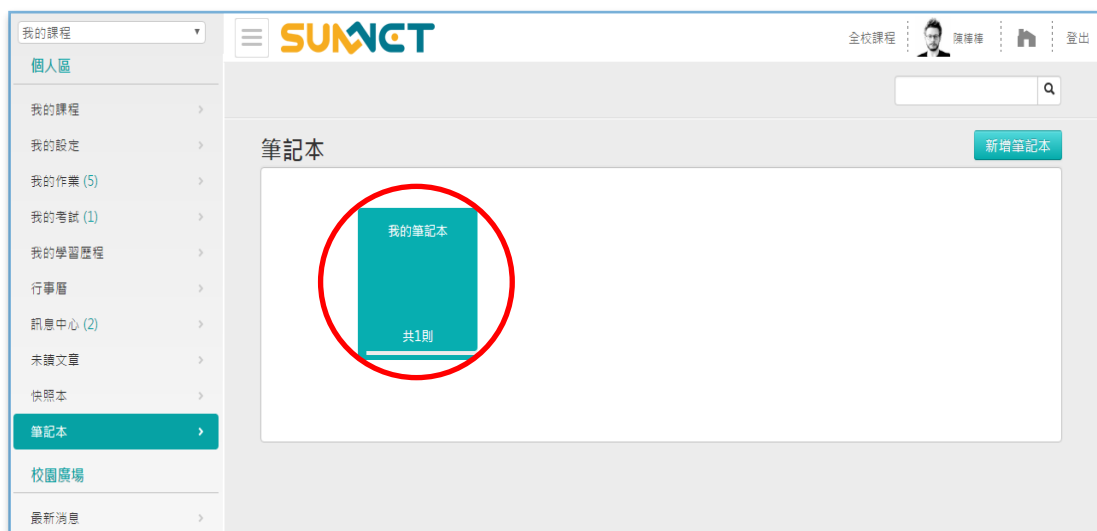 我的課程
SUNNET
全校課程
陳棒棒
登出
個人區
我的課程
我的設定
我的作業 (5)
我的考試 (1)
我的學習歷程
行事曆
訊息中心 (2)
未讀文章
快照本
筆記本
校園廣場
最新消息
筆記本
新增筆記本
我的筆記本
共1則